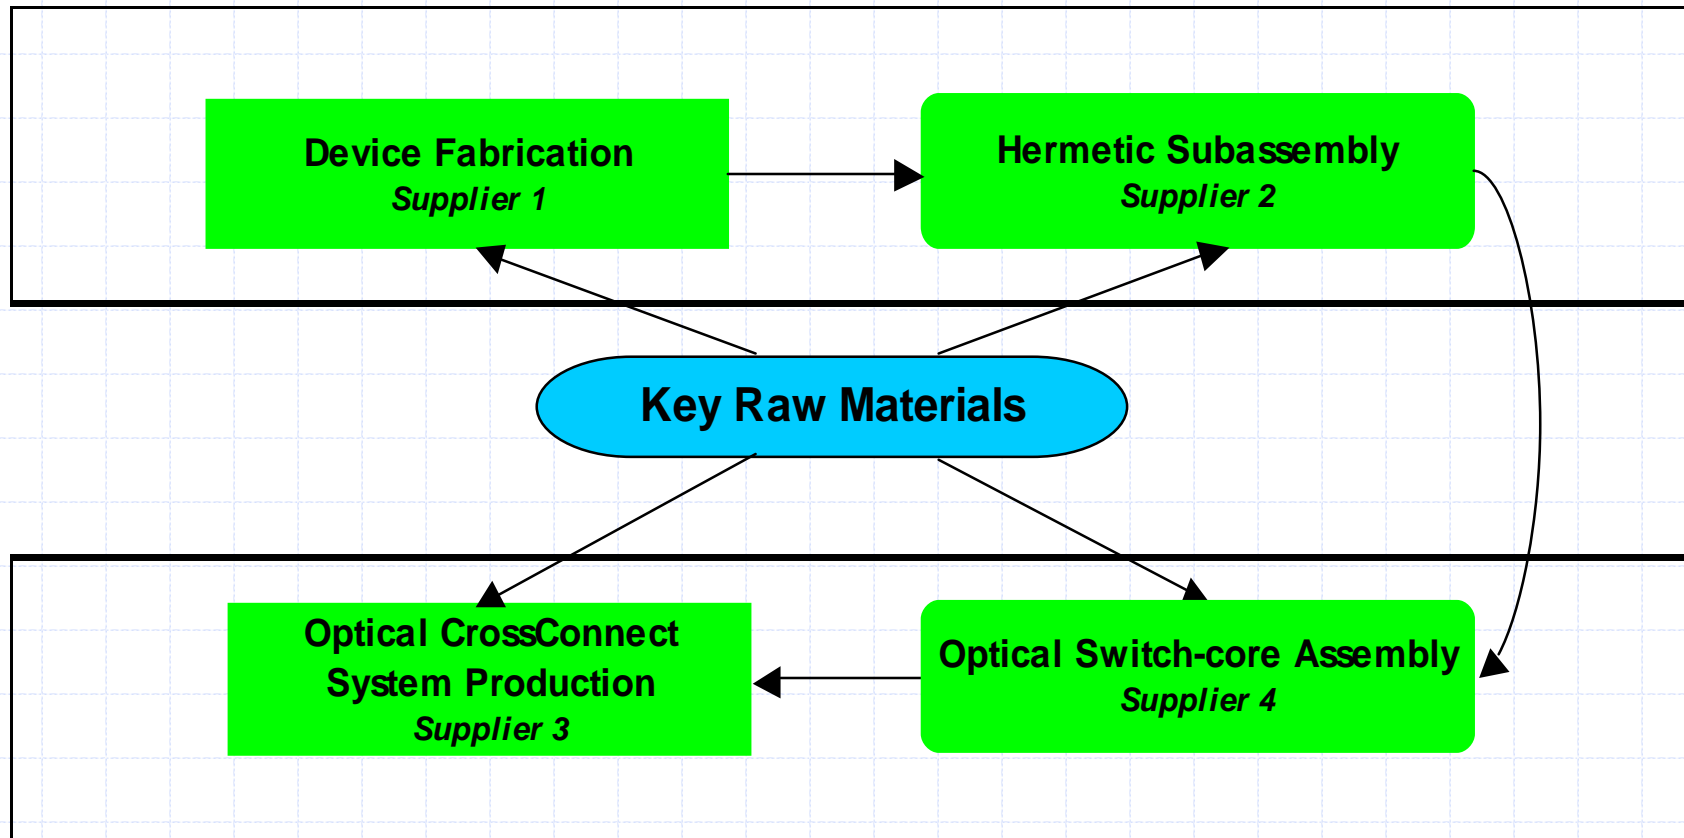 Device Fabrication
Supplier 1
Hermetic Subassembly
Supplier 2
Key Raw Materials
Optical CrossConnect
System Production
Supplier 3
Optical Switch-core Assembly
Supplier 4